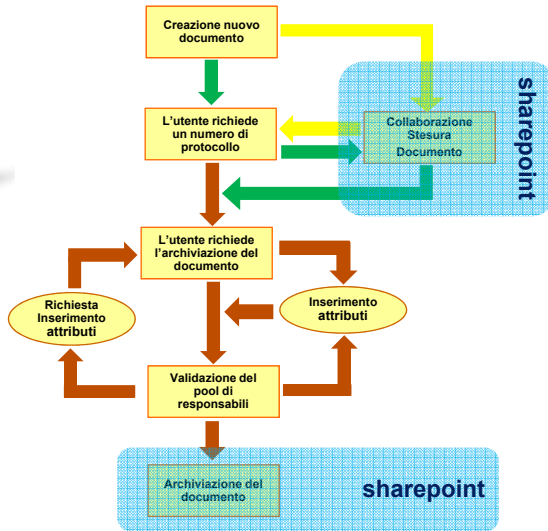 Creazione nuovo
documento
sharepoint
L'utente richiede
un numero di
protocollo
Collaborazione
Stesura
Documento
L'utente richiede
l'archiviazione del
documento
Richiesta
Inserimento
attributi
Inserimento
attributi
Validazione del
pool di
responsabili
Archiviazione del
documento
sharepoint